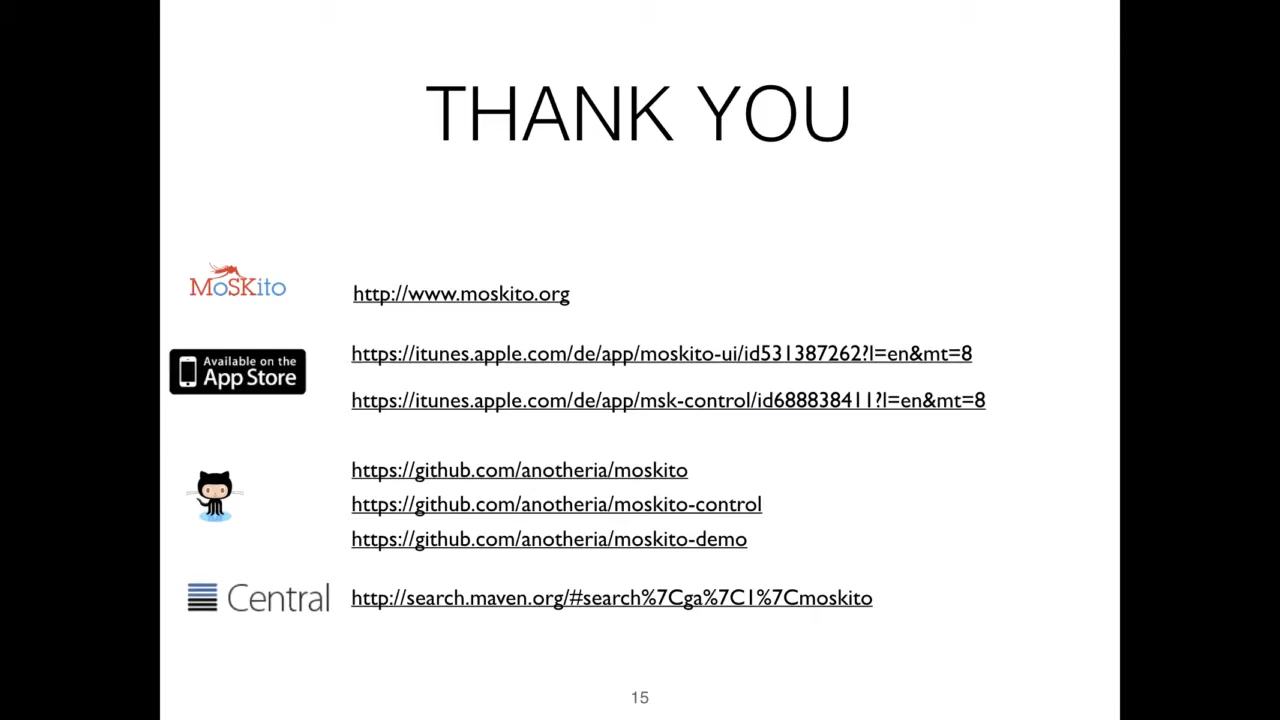 THANK YOU
MoSKito
http://www.moskito.org
Available on the
App Store
https://itunes.apple.com/de/app/moskito-ui/id531387262?l=en&mt=8
https://itunes.apple.com/de/app/msk-control/id688838411?l=en&mt=8
https://github.com/anotheria/moskito
https://github.com/anotheria/moskito-control
https://github.com/anotheria/moskito-demo
Central
http://search.maven.org/#search%7Cga%7C1%7Cmoskito
15